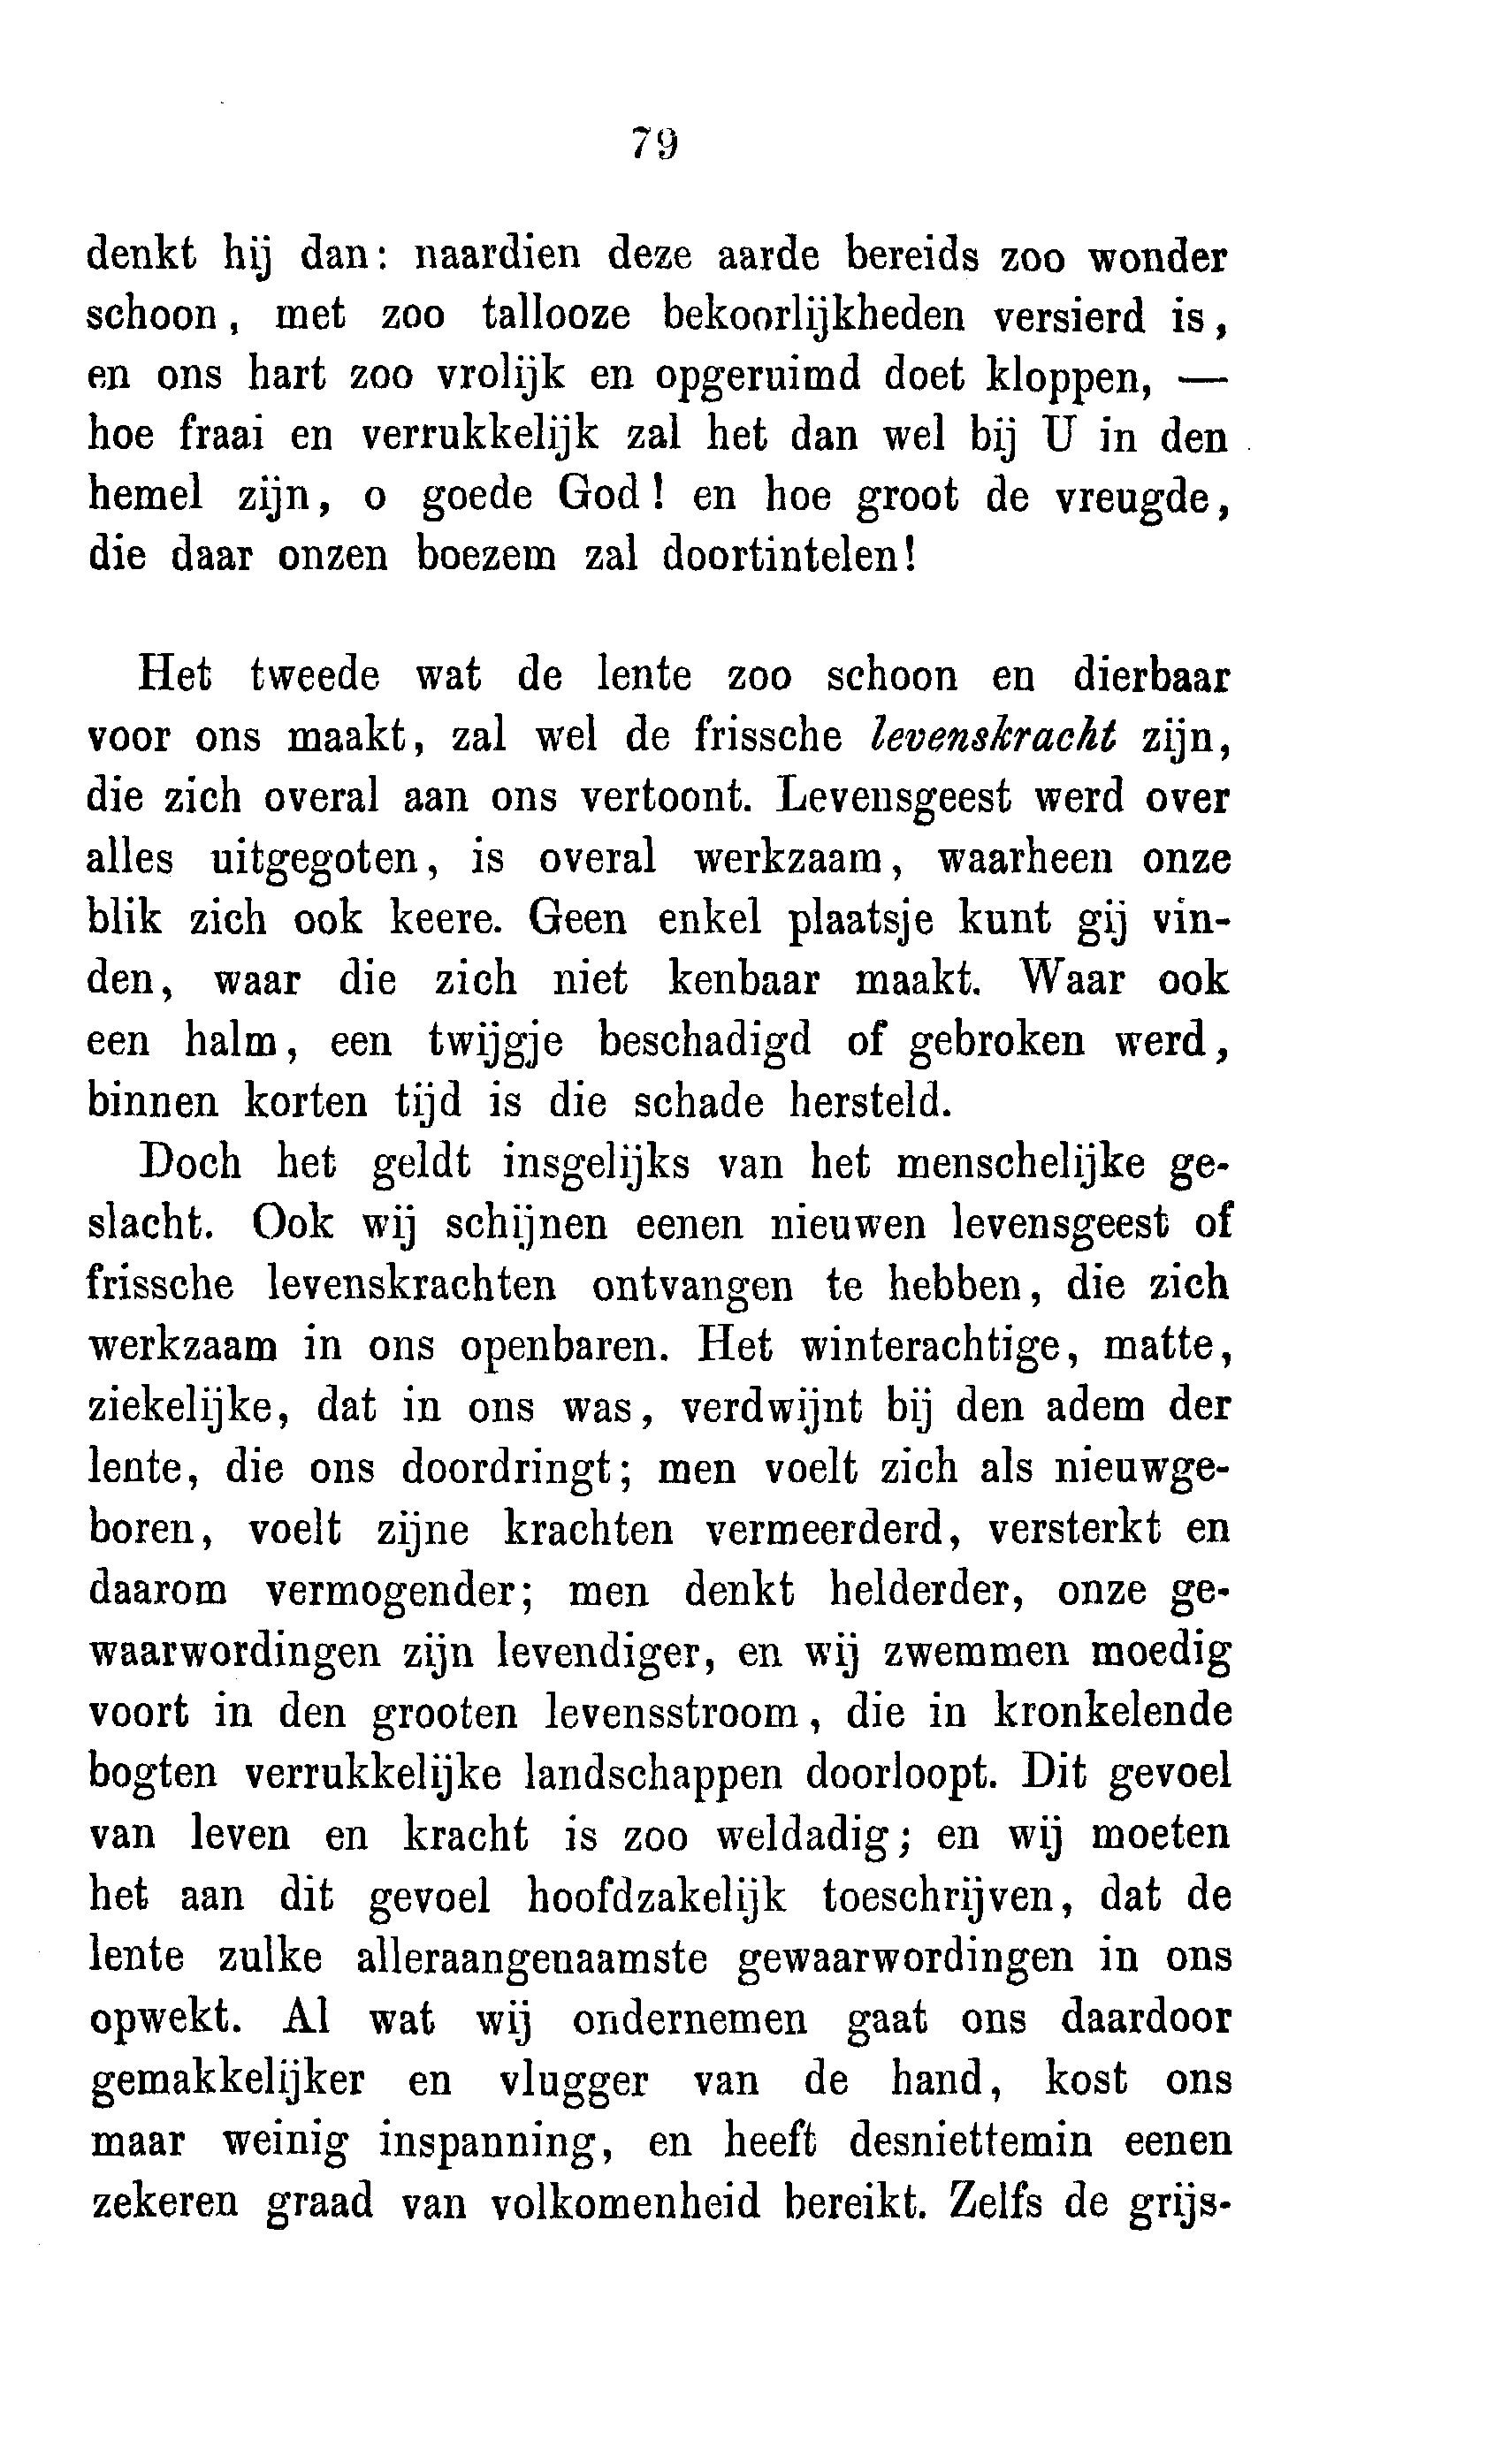 79
denkt hij dan: naardien deze aarde bereids zoo wonder
schoon, met zoo tallooze bekoorlijkheden versierd is,
en ons hart zoo vrolijk en opgeruimd doet kloppen, —
hoe fraai en verrukkelijk zal het dan wel bij U in den
hemel zijn, o goede God! en hoe groot de vreugde,
die daar onzen boezem zal doortintelen!
Het tweede wat de lente zoo schoon en dierbaar
voor ons maakt, zal wel de frissche levenskracht zijn,
die zich overal aan ons vertoont. Levensgeest werd over
alles uitgegoten, is overal werkzaam, waarheen onze
blik zich ook keere. Geen enkel plaatsje kunt gij vin-
den, waar die zich niet kenbaar maakt. Waar ook
een halm, een twijgje beschadigd of gebroken werd,
binnen korten tijd is die schade hersteld.
Doch het geldt insgelijks van het menschelijke ge-
slacht. Ook wij schijnen eenen nieuwen levensgeest of
frissche levenskrachten ontvangen te hebben, die zich
werkzaam in ons openbaren. Het winterachtige, matte,
ziekelijke, dat in ons was, verdwijnt bij den adem der
lente, die ons doordringt; men voelt zich als nieuwge-
boren, voelt zijne krachten vermeerderd, versterkt en
daarom vermogender; men denkt helderder, onze ge-
waarwordingen zijn levendiger, en wij zwemmen moedig
voort in den grooten levensstroom, die in kronkelende
bogten verrukkelijke landschappen doorloopt. Dit gevoel
van leven en kracht is zoo weldadig; en wij moeten
het aan dit gevoel hoofdzakelijk toeschrijven, dat de
lente zulke alleraangenaamste gewaarwordingen in ons
opwekt. Al wat wij ondernemen gaat ons daardoor
gemakkelijker en vlugger van de hand, kost ons
maar weinig inspanning, en heeft desniettemin eenen
zekeren graad van volkomenheid bereikt. Zelfs de grijs-